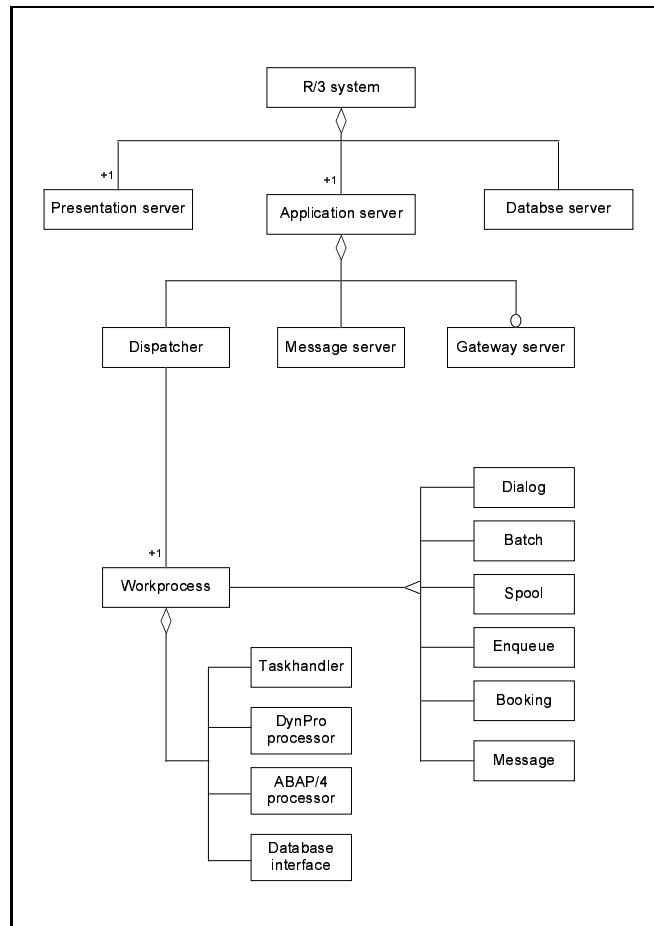 R/3 system
+1
+1
Presentation server
Application server
Databse server
Dispatcher
Message server
Gateway server
Dialog
Batch
+1
Workprocess
Spool
Enqueue
Taskhandler
Booking
DynPro
processor
Message
ABAP/4
processor
Database
interface